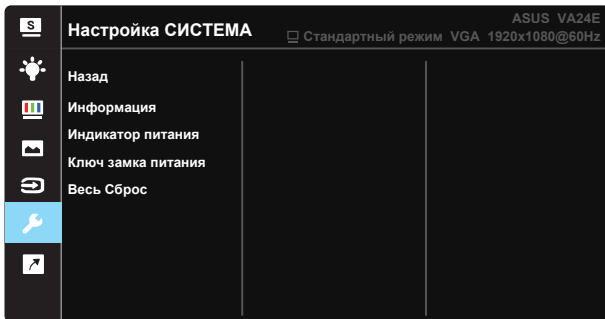 S
ASUS VA24E
Настройка СИСТЕМА
Стандартный режим VGA 1920x1080@60Hz
Назад
Информация
Индикатор питания
Ключ замка питания
Весь Сброс